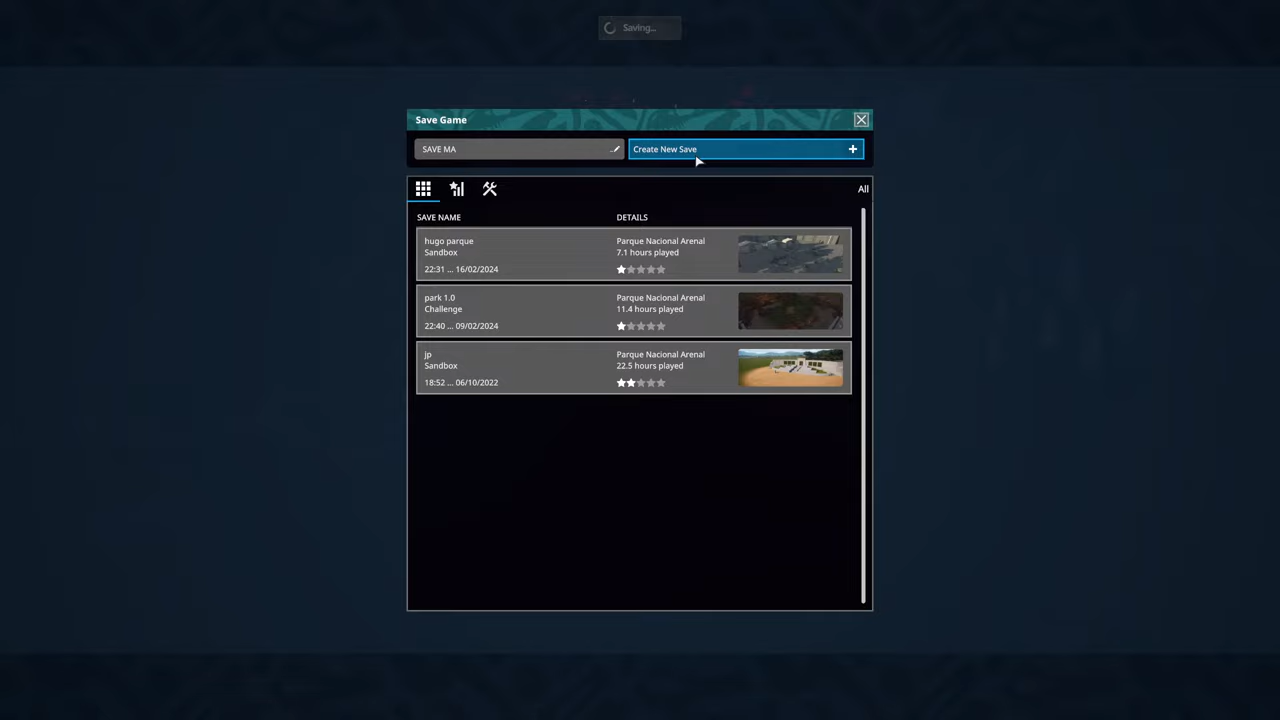 Saving...
Save Game
SAVE MA
Create New Save
All
SAVE NAME
DETAILS
hugo parque
Sandbox
22:31 ... 16/02/2024
Parque Nacional Arenal
7.1 hours played
park 1.0
Challenge
22:40 ... 09/02/2024
Parque Nacional Arenal
11.4 hours played
jp
Sandbox
18:52 ... 06/10/2022
Parque Nacional Arenal
22.5 hours played